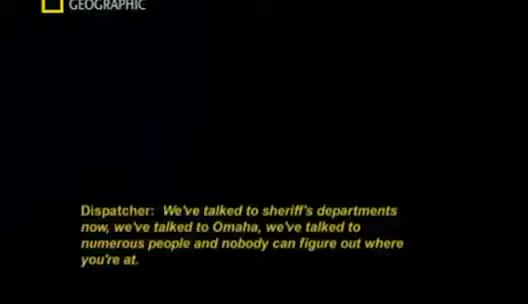 GEOGRAPHIC
Dispatcher: We've talked to sheriff's departments
now, we've talked to Omaha, we've talked to
numerous people and nobody can figure out where
you're at.